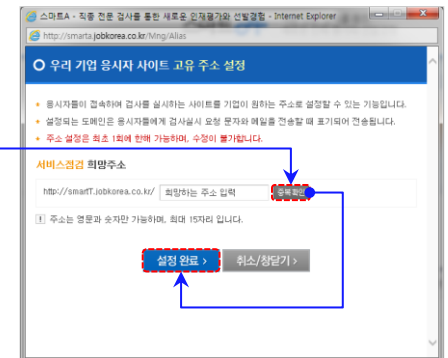 스마트A - 직종 전문 검사를 통한 새로운 인재평가와 선발경험 - Internet Explorer
http://smarta.jobkorea.co.kr/Mng/Alias
우리 기업 응시자 사이트 고유 주소 설정
응시자들이 접속하여 검사를 실시하는 사이트를 기업이 원하는 주소로 설정할 수 있는 기능입니다.
설정되는 도메인은 응시자들에게 검사실시 요청 문자와 메일을 전송할 때 표기되어 전송됩니다.
주소 설정은 최초 1회에 한해 가능하며, 수정이 불가합니다.
서비스점검 희망주소
http://smartT.jobkorea.co.kr/ 희망하는 주소 입력 중복확인
주소는 영문과 숫자만 가능하며, 최대 15자리 입니다.
설정 완료 > 취소/창닫기 >